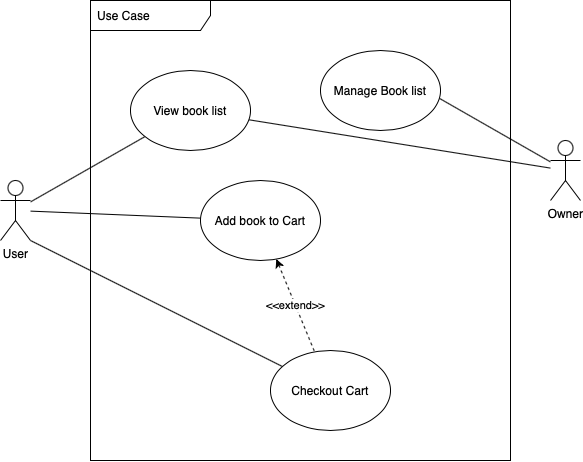 Use Case
Manage Book list
View book list
Owner
Add book to Cart
User
<<extend>>
Checkout Cart